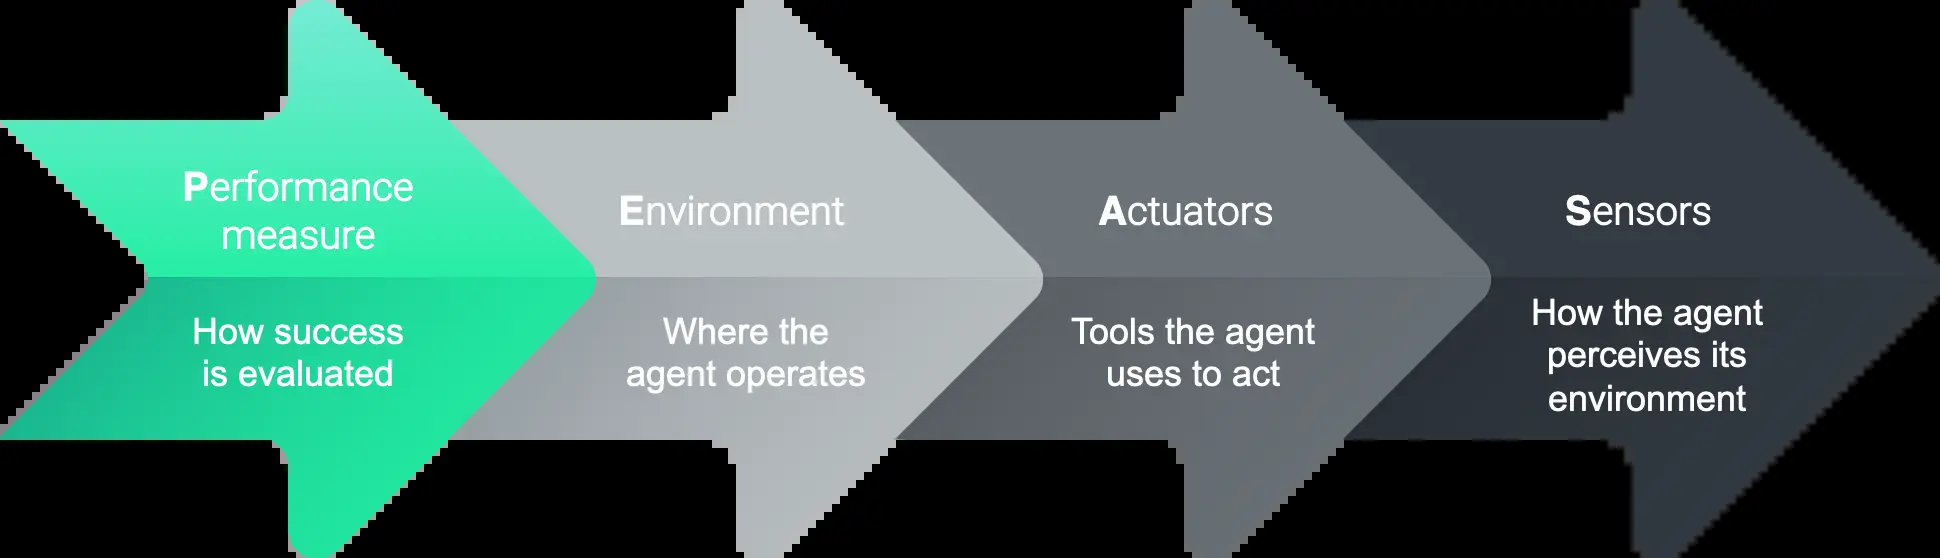 Performance
measure
How success
is evaluated
Environment
Where the
agent operates
Actuators
Tools the agent
uses to act
Sensors
How the agent
perceives its
environment